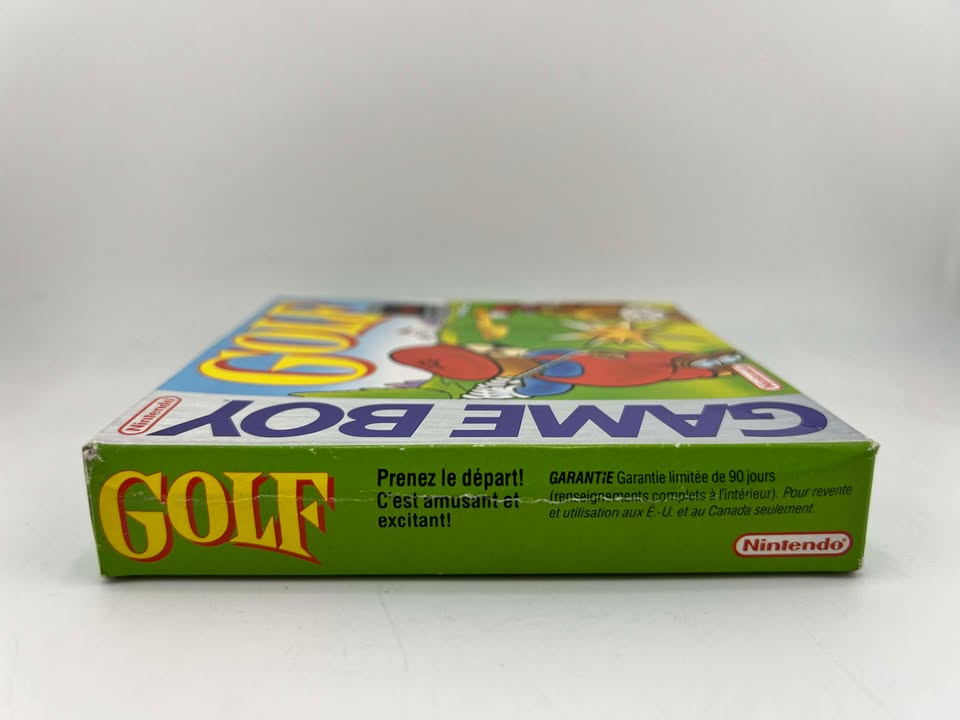 GOLF
Nintendo
GAME BOY
Nintendo
GOLF
Prenez le départ!
C'est amusant et
excitant!
GARANTIE Garantie limitée de 90 jours
(renseignements complets à l'intérieur). Pour revente
et utilisation aux É.-U. et au Canada seulement.
Nintendo